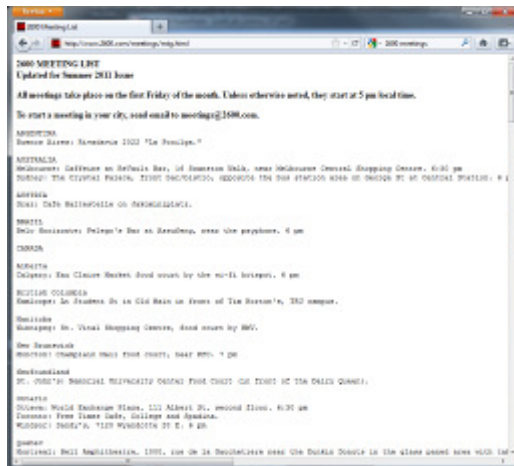 2600 Meeting List
http://www.2600.com/meetings/mtg.html
2600 meetings
2600 MEETING LIST
Updated for Summer 2011 Issue
All meetings take place on the first Friday of the month. Unless otherwise noted, they start at 5 pm local time.
To start a meeting in your city, send email to meetings@2600.com.
ARGENTINA
Buenos Aires: Rivadavia 2022 "La Pocilga."
AUSTRALIA
Melbourne: Caffeine at ReVault Bar, 16 Swanston Walk, near Melbourne Central Shopping Centre. 6:30 pm
Sydney: The Crystal Palace, front bar/bistro, opposite the bus station area on George St at Central Station. 6
AUSTRIA
Graz: Cafe Haltestelle on Jakominiplatz.
BRAZIL
Belo Horizonte: Pelego's Bar at Assufeng, near the payphone. 6 pm
CANADA
Alberta
Calgary: Eau Claire Market food court by the wi-fi hotspot. 6 pm
British Columbia
Kamloops: At Student St in Old Main in front of Tim Horton's, TRU campus.
Manitoba
Winnipeg: St. Vital Shopping Centre, food court by HMV.
New Brunswick
Moncton: Champlain Mall food court, near KFC. 7 pm
Newfoundland
St. John's: Memorial University Center Food Court (in front of the Dairy Queen).
Ontario
Ottawa: World Exchange Plaza, 111 Albert St, second floor. 6:30 pm
Toronto: Free Times Cafe, College and Spadina.
Windsor: Sandy's, 7120 Wyandotte St E. 6 pm
Quebec
Montreal: Bell Amphitheatre, 1000, rue de la Gauchetiere near the Dunkin Donuts in the glass paned area with